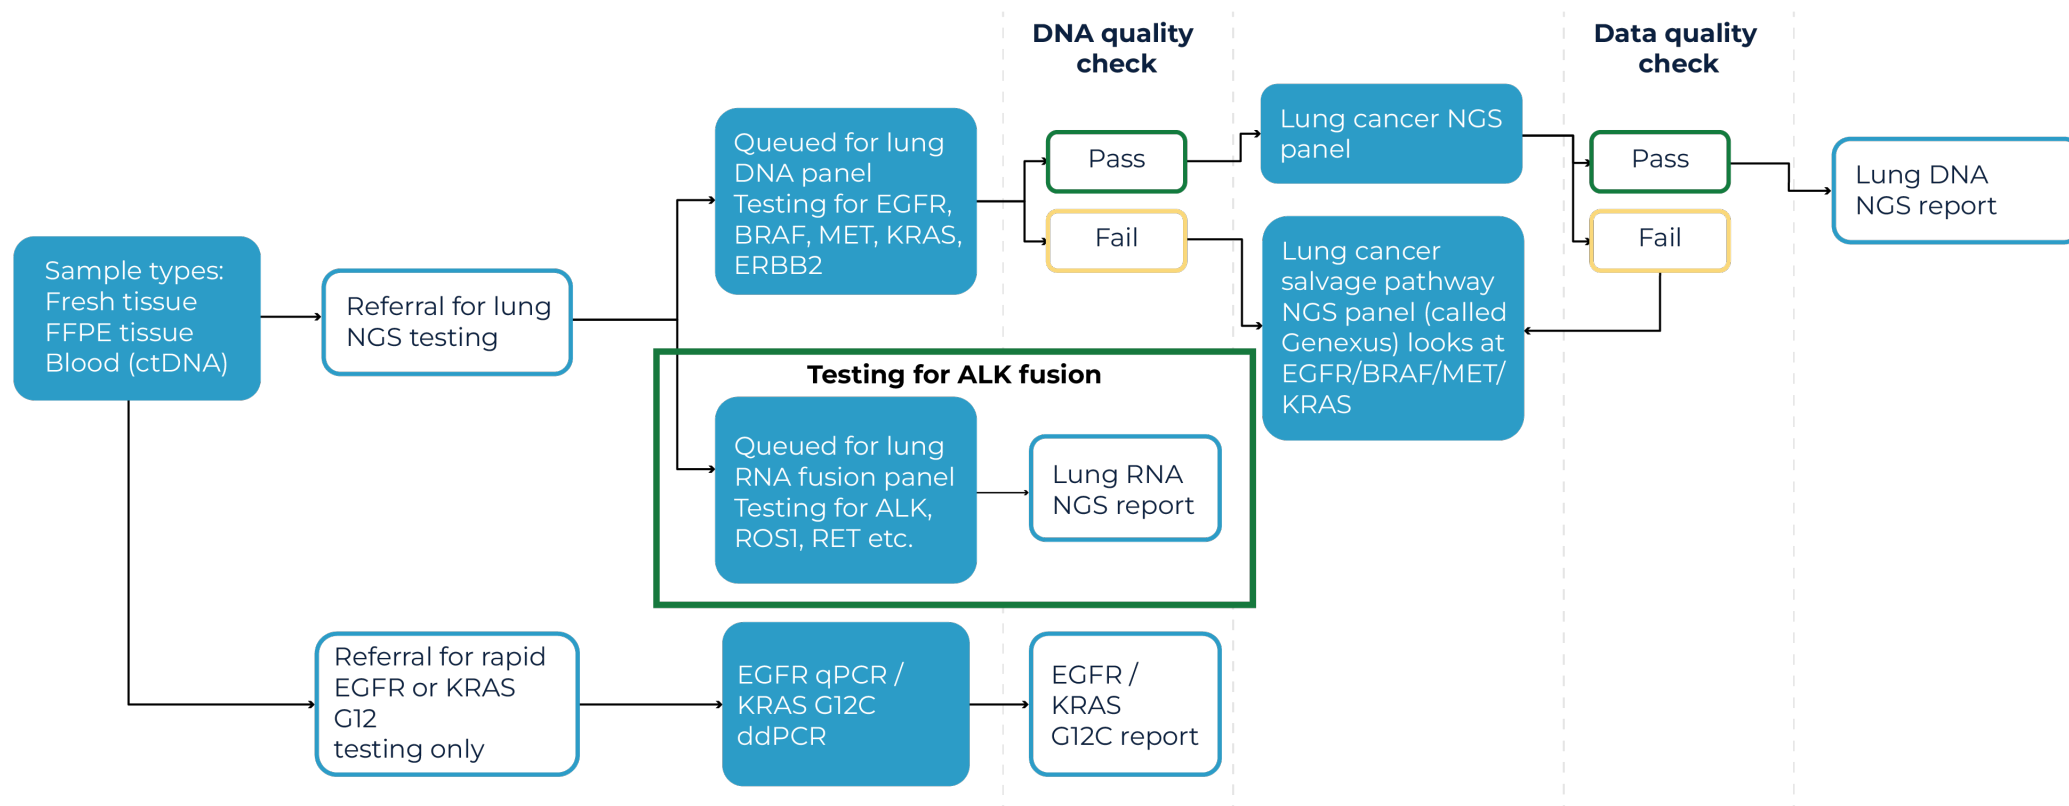 DNA quality
check
Data quality
check
Sample types:
Fresh tissue
FFPE tissue
Blood (ctDNA)
Referral for lung
NGS testing
Queued for lung
DNA panel
Testing for EGFR,
BRAF, MET, KRAS,
ERBB2
Pass
Fail
Lung cancer NGS
panel
Lung cancer
salvage pathway
NGS panel (called
Genexus) looks at
EGFR/BRAF/MET/
KRAS
Pass
Fail
Lung DNA
NGS report
Testing for ALK fusion
Queued for lung
RNA fusion panel
Testing for ALK,
ROS1, RET etc.
Lung RNA
NGS report
Referral for rapid
EGFR or KRAS
G12
testing only
EGFR qPCR /
KRAS G12C
ddPCR
EGFR /
KRAS
G12C report